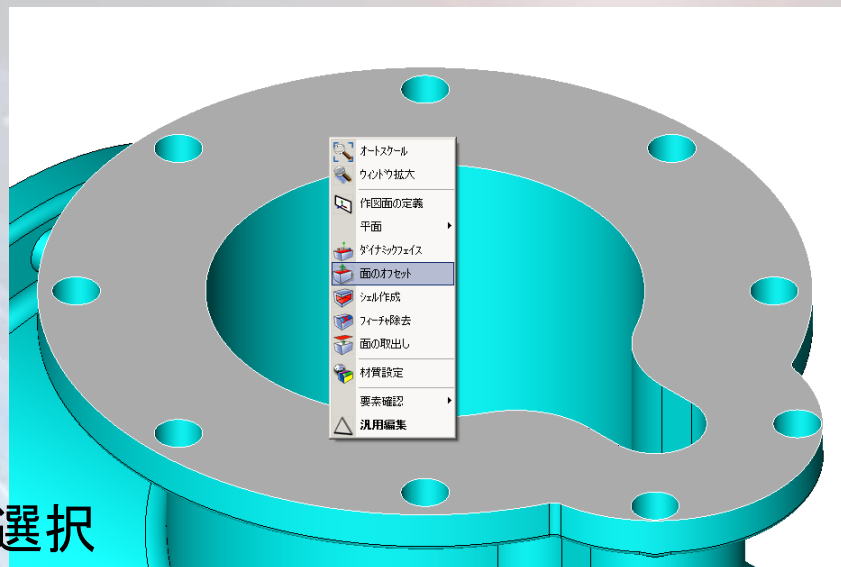 オートスケール
ウィンドウ拡大
作図面の定義
平面
ダイナミックフェイス
面のオフセット
シェル作成
フィーチャ除去
面の取出し
材質設定
要素確認
汎用編集
選択